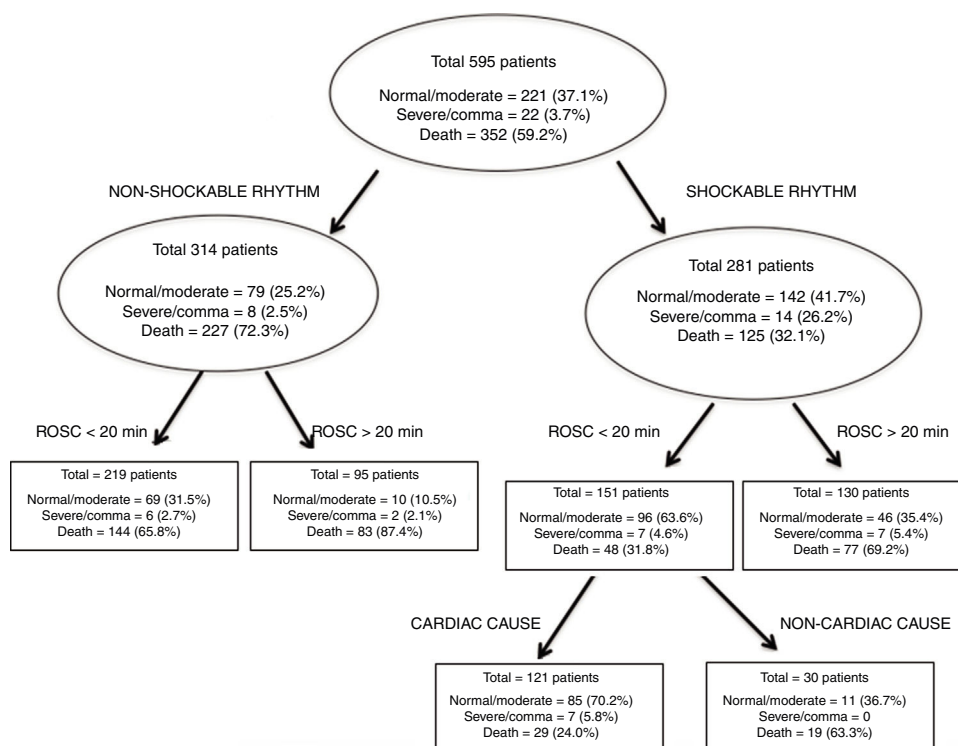 Total 595 patients
Normal/moderate = 221 (37.1%)
Severe/comma = 22 (3.7%)
Death = 352 (59.2%)
NON-SHOCKABLE RHYTHM
SHOCKABLE RHYTHM
Total 314 patients
Normal/moderate = 79 (25.2%)
Severe/comma = 8 (2.5%)
Death = 227 (72.3%)
Total 281 patients
Normal/moderate = 142 (41.7%)
Severe/comma = 14 (26.2%)
Death = 125 (32.1%)
ROSC < 20 min
ROSC > 20 min
ROSC < 20 min
ROSC > 20 min
Total = 219 patients
Normal/moderate = 69 (31.5%)
Severe/comma = 6 (2.7%)
Death = 144 (65.8%)
Total = 95 patients
Normal/moderate = 10 (10.5%)
Severe/comma = 2 (2.1%)
Death = 83 (87.4%)
Total = 151 patients
Normal/moderate = 96 (63.6%)
Severe/comma = 7 (4.6%)
Death = 48 (31.8%)
Total = 130 patients
Normal/moderate = 46 (35.4%)
Severe/comma = 7 (5.4%)
Death = 77 (69.2%)
CARDIAC CAUSE
NON-CARDIAC CAUSE
Total = 121 patients
Normal/moderate = 85 (70.2%)
Severe/comma = 7 (5.8%)
Death = 29 (24.0%)
Total = 30 patients
Normal/moderate = 11 (36.7%)
Severe/comma = 0
Death = 19 (63.3%)